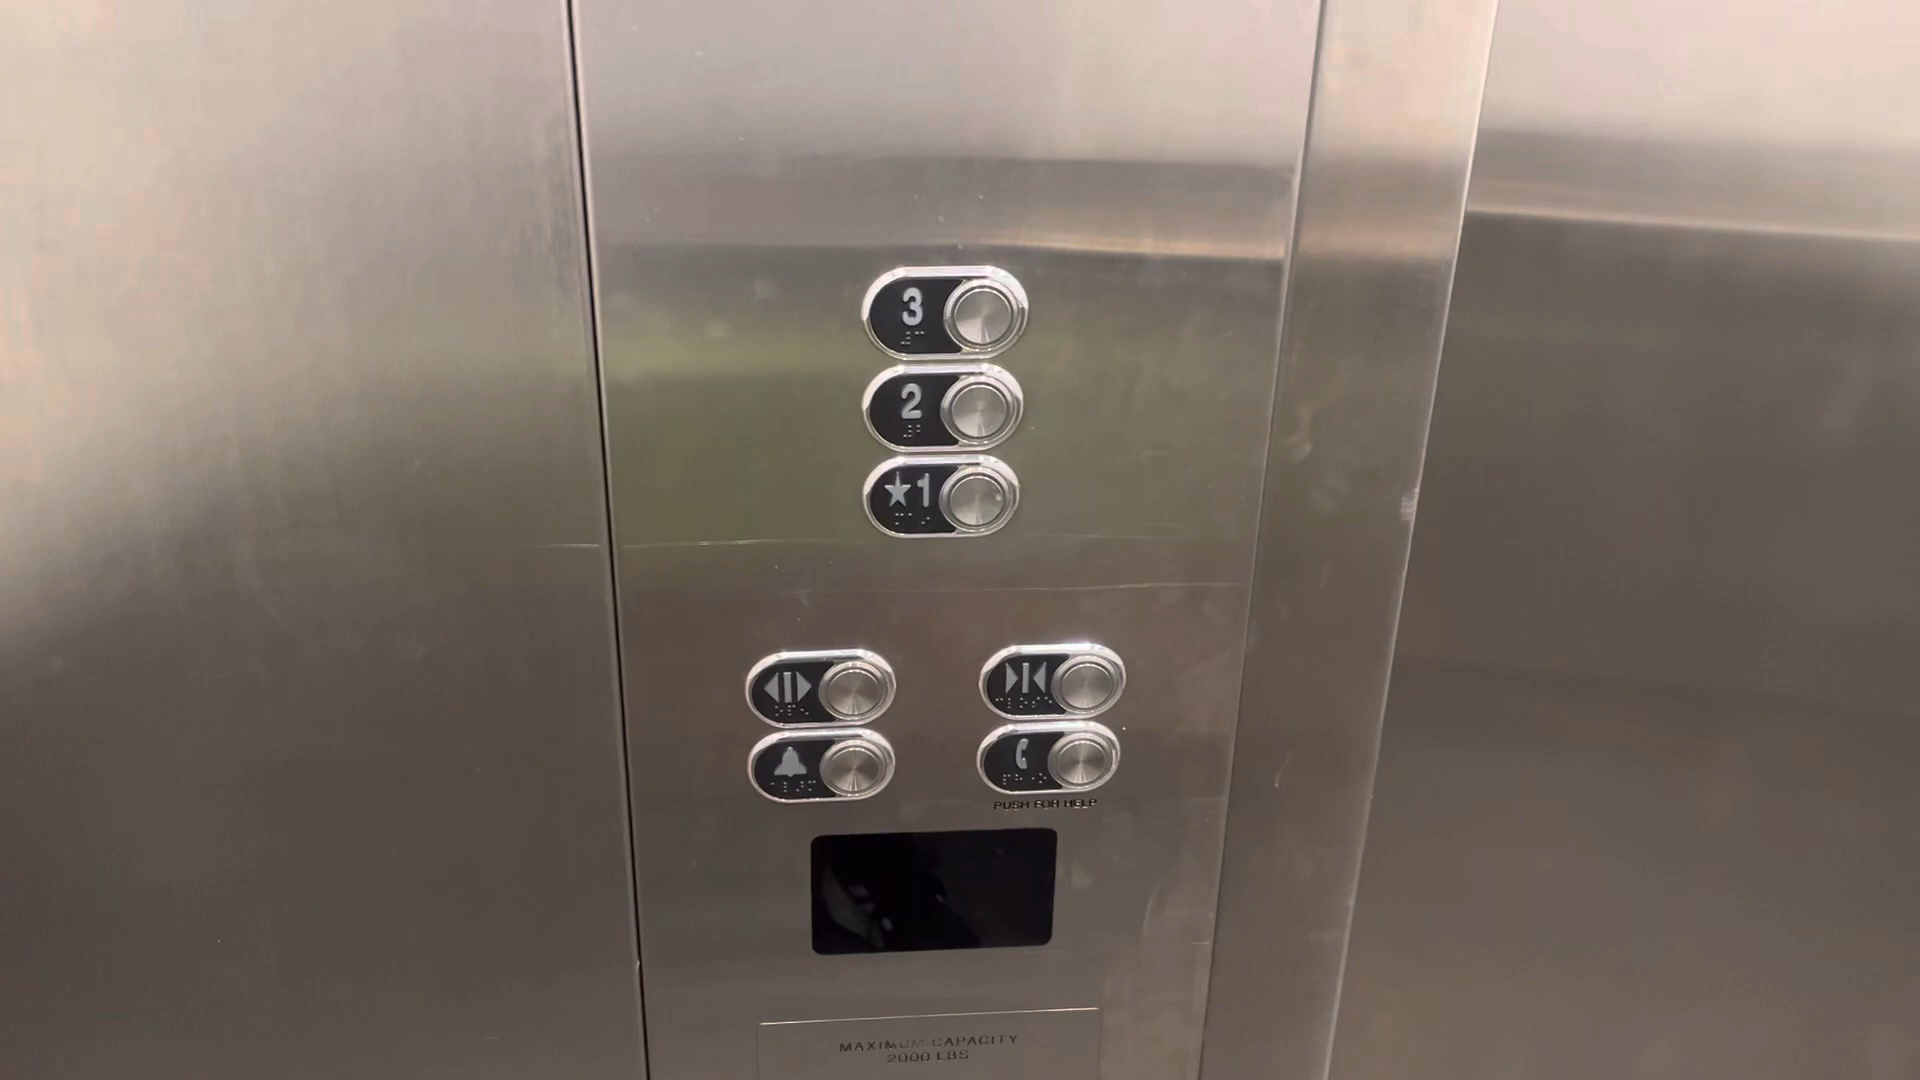 3
2
★1
PUSH FOR HELP
MAXIMUM CAPACITY
2000 LBS